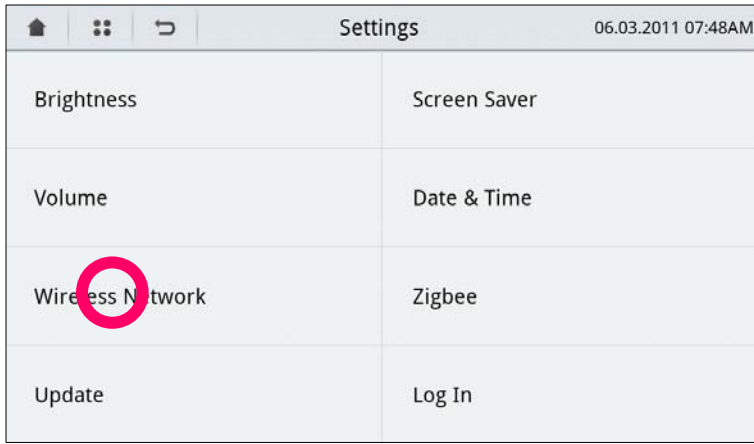 Settings 06.03.2011 07:48AM
Brightness Screen Saver
Volume Date & Time
Wireless Network Zigbee
Update Log In